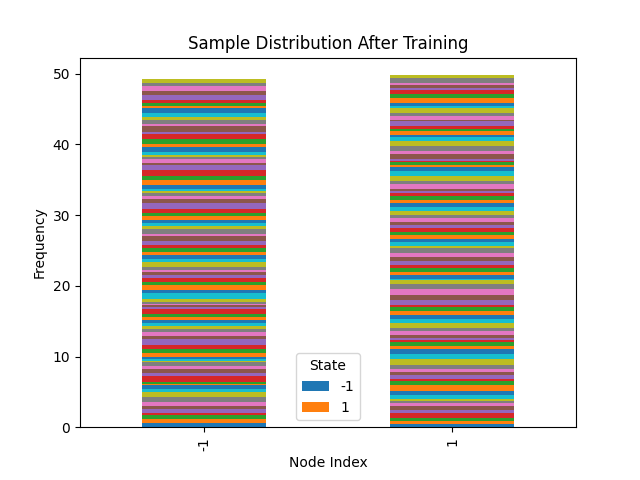 Sample Distribution After Training
Frequency
50
40
30
20
10
0
State
-1
1
-1
1
Node Index